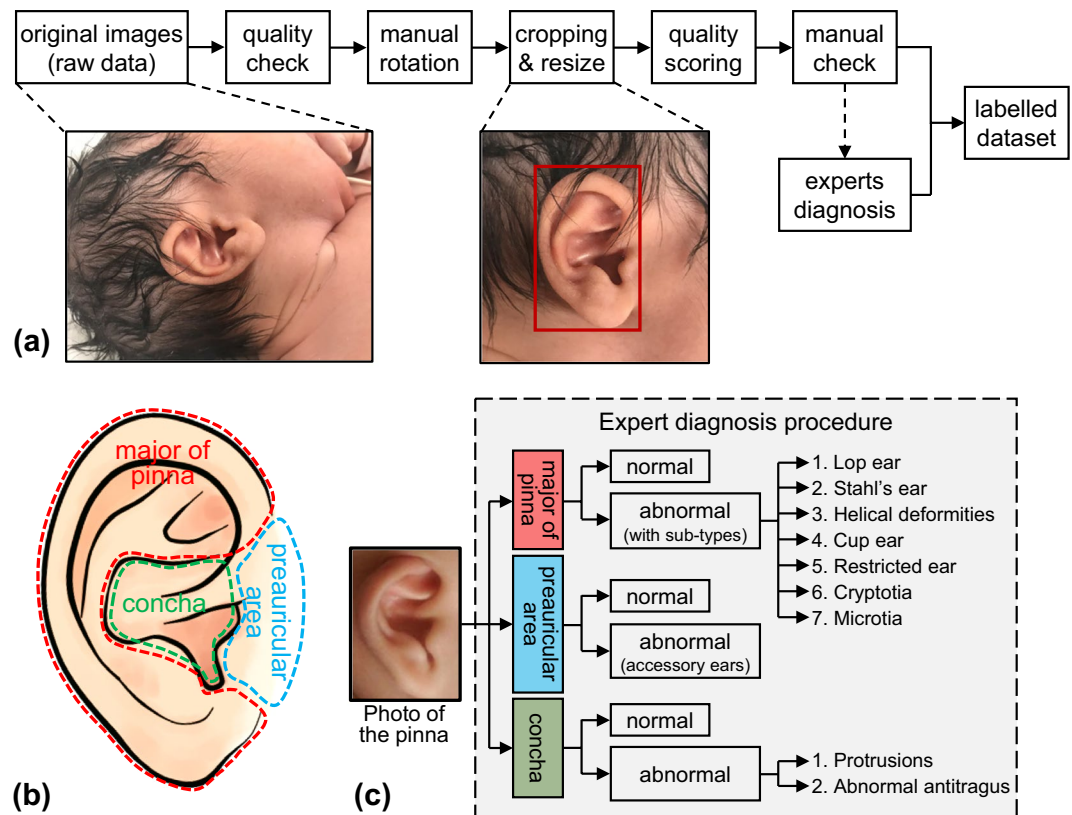 original images
(raw data)
quality
check
manual
rotation
cropping
& resize
quality
scoring
manual
check
labelled
dataset
experts
diagnosis
(a)
major of
pinna
concha
preauricular
area
(b)
Expert diagnosis procedure
major of
pinna
normal
abnormal
(with sub-types)
1. Lop ear
2. Stahl's ear
3. Helical deformities
4. Cup ear
5. Restricted ear
6. Cryptotia
7. Microtia
preauricular
area
normal
abnormal
(accessory ears)
Photo of
the pinna
concha
normal
abnormal
1. Protrusions
2. Abnormal antitragus
(c)